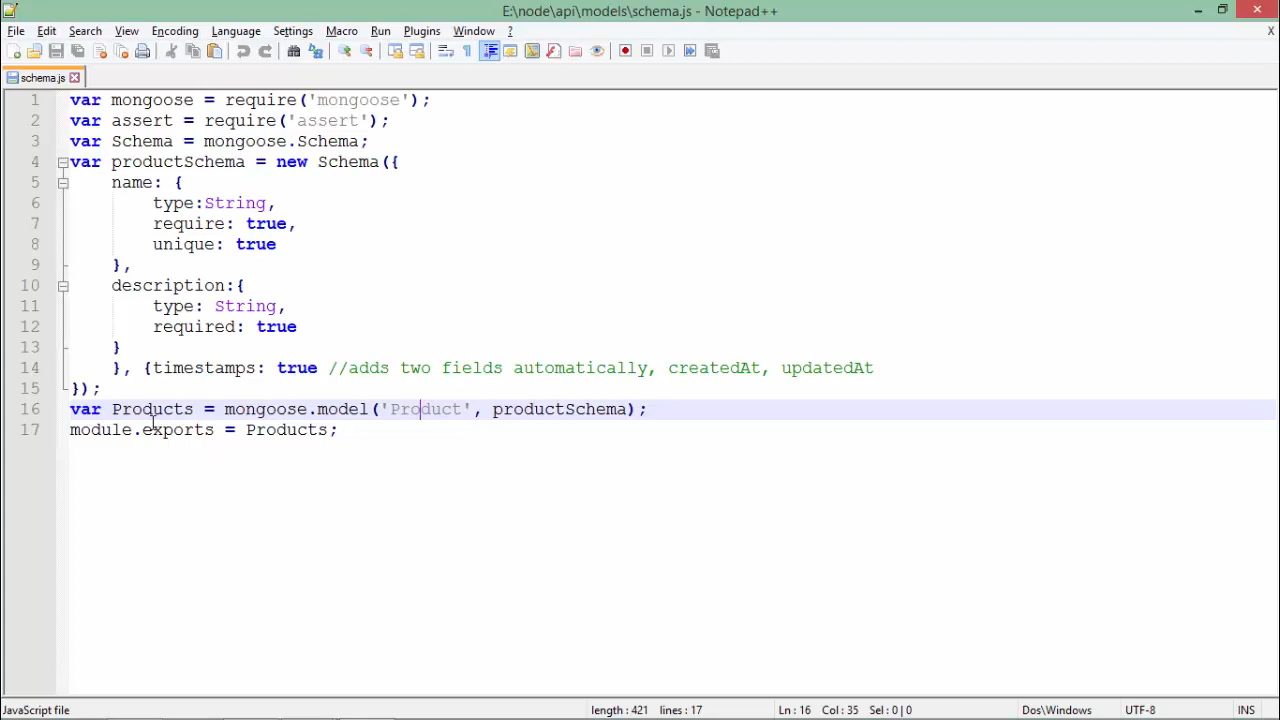 E:\node\api\models\schema.js - Notepad++
File Edit Search View Encoding Language Settings Macro Run Plugins Window ? X
schema.js
1 var mongoose = require('mongoose');
2 var assert = require('assert');
3 var Schema = mongoose.Schema;
4 var productSchema = new Schema({
5 name: {
6 type:String,
7 require: true,
8 unique: true
9 },
10 description:{
11 type: String,
12 required: true
13 }
14 }, {timestamps: true //adds two fields automatically, createdAt, updatedAt
15 });
16 var Products = mongoose.model('Product', productSchema);
17 module.exports = Products;
JavaScript file length : 421 lines : 17 Ln : 16 Col : 35 Sel : 0 | 0 Dos\Windows UTF-8 INS